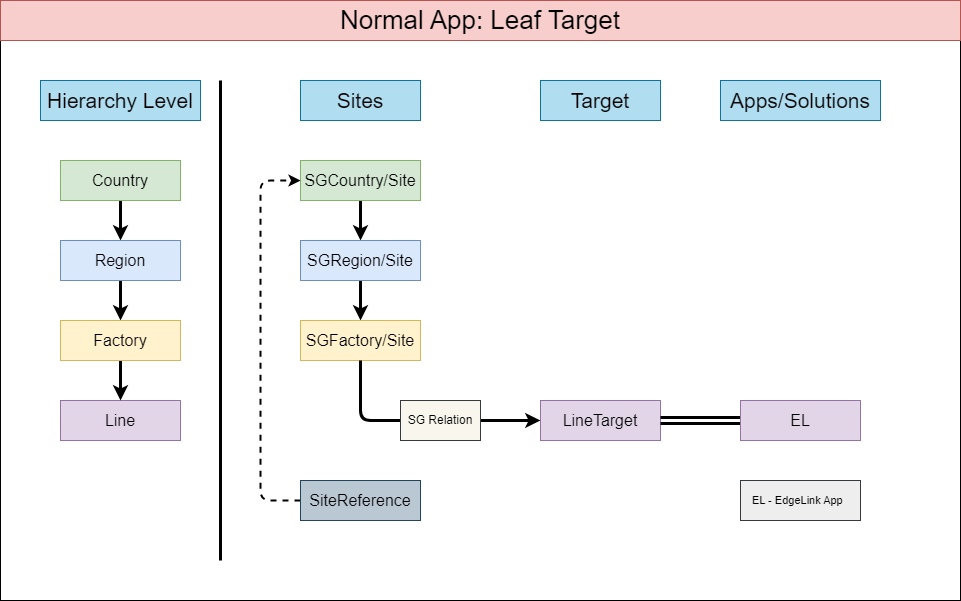 Normal App: Leaf Target
Hierarchy Level
Sites
Target
Apps/Solutions
Country
SGCountry/Site
Region
SGRegion/Site
Factory
SGFactory/Site
Line
SG Relation
LineTarget
EL
SiteReference
EL - EdgeLink App